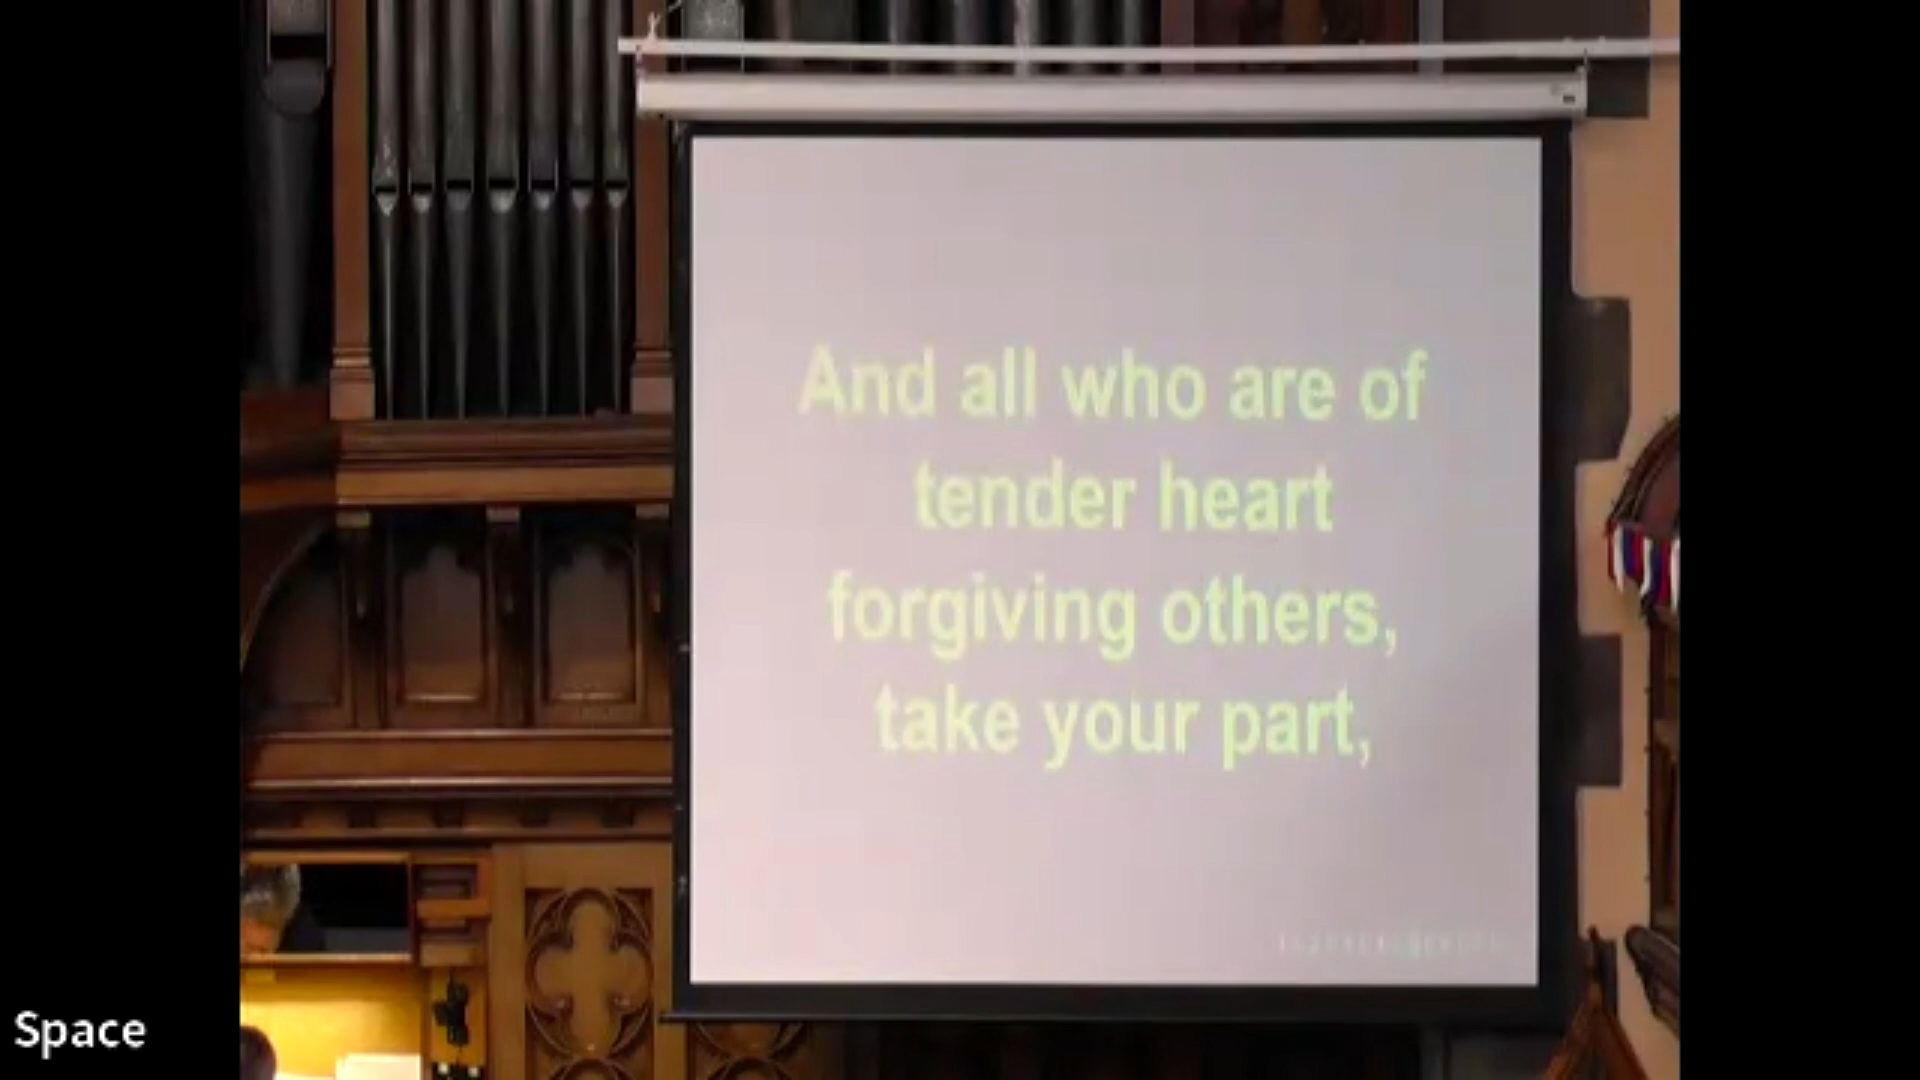 And all who are of
tender heart
forgiving others,
take your part,
Space